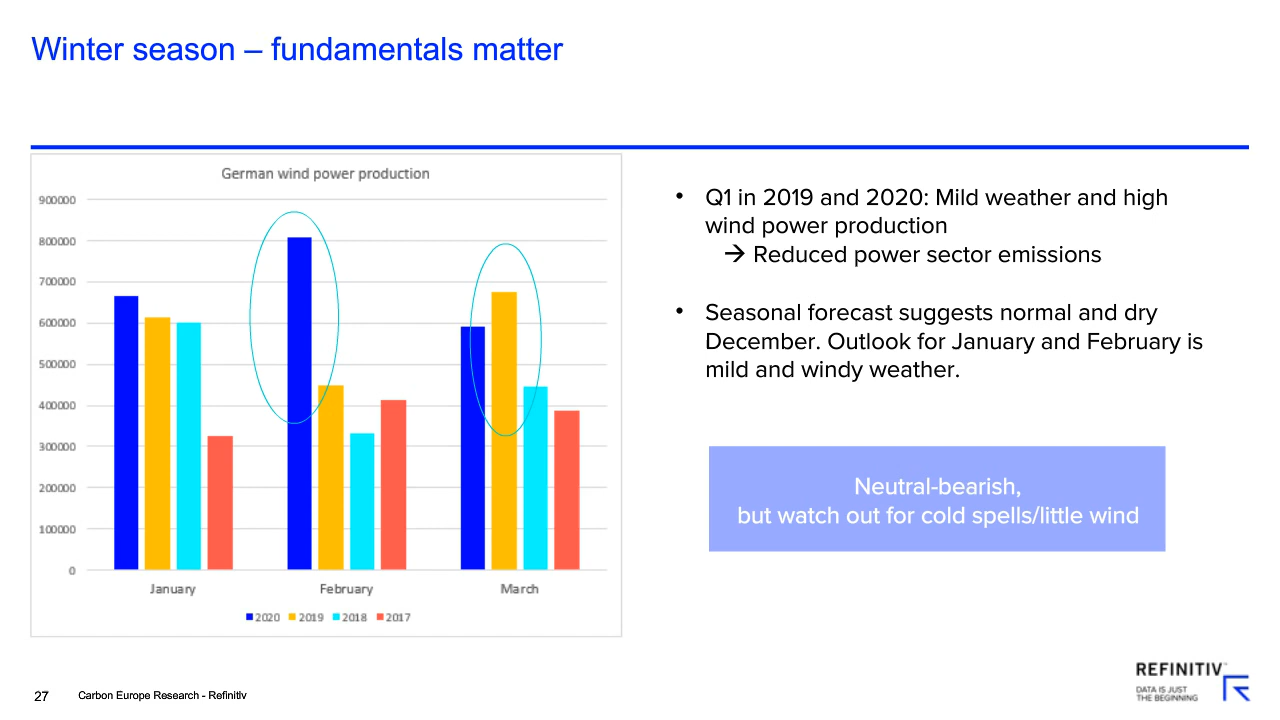 Winter season – fundamentals matter
German wind power production
900000
800000
700000
600000
500000
400000
300000
200000
100000
0
January February March
2020 2019 2018 2017
• Q1 in 2019 and 2020: Mild weather and high
wind power production
→ Reduced power sector emissions
• Seasonal forecast suggests normal and dry
December. Outlook for January and February is
mild and windy weather.
Neutral-bearish,
but watch out for cold spells/little wind
27 Carbon Europe Research - Refinitiv
REFINITIV™
DATA IS JUST
THE BEGINNING